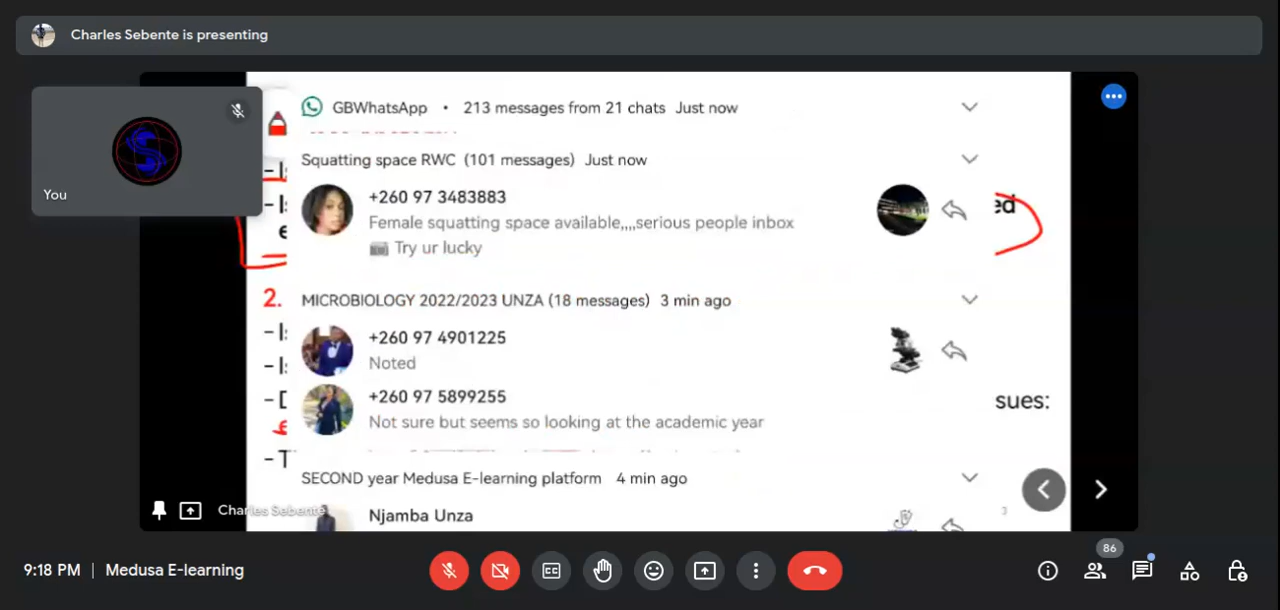 Charles Sebente is presenting
You
GBWhatsApp • 213 messages from 21 chats Just now
Squatting space RWC (101 messages) Just now
+260 97 3483883
Female squatting space available,,,,serious people inbox
Try ur lucky
ed
2.
MICROBIOLOGY 2022/2023 UNZA (18 messages) 3 min ago
+260 97 4901225
Noted
+260 97 5899255
Not sure but seems so looking at the academic year
sues:
SECOND year Medusa E-learning platform 4 min ago
Njamba Unza
Charles Sebente
3
9:18 PM | Medusa E-learning
86